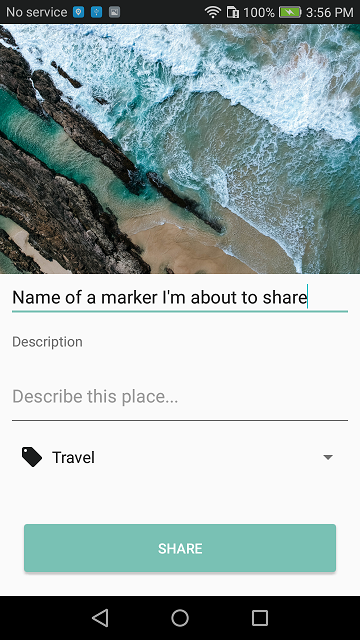 No service 100% 3:56 PM
Name of a marker I'm about to share
Description
Describe this place...
Travel
SHARE